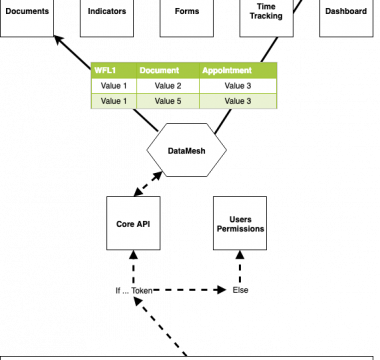 Documents
Indicators
Forms
Time
Tracking
Dashboard
WFL1 Document Appointment
Value 1 Value 2 Value 3
Value 1 Value 5 Value 3
DataMesh
Core API
Users
Permissions
If ... Token
Else